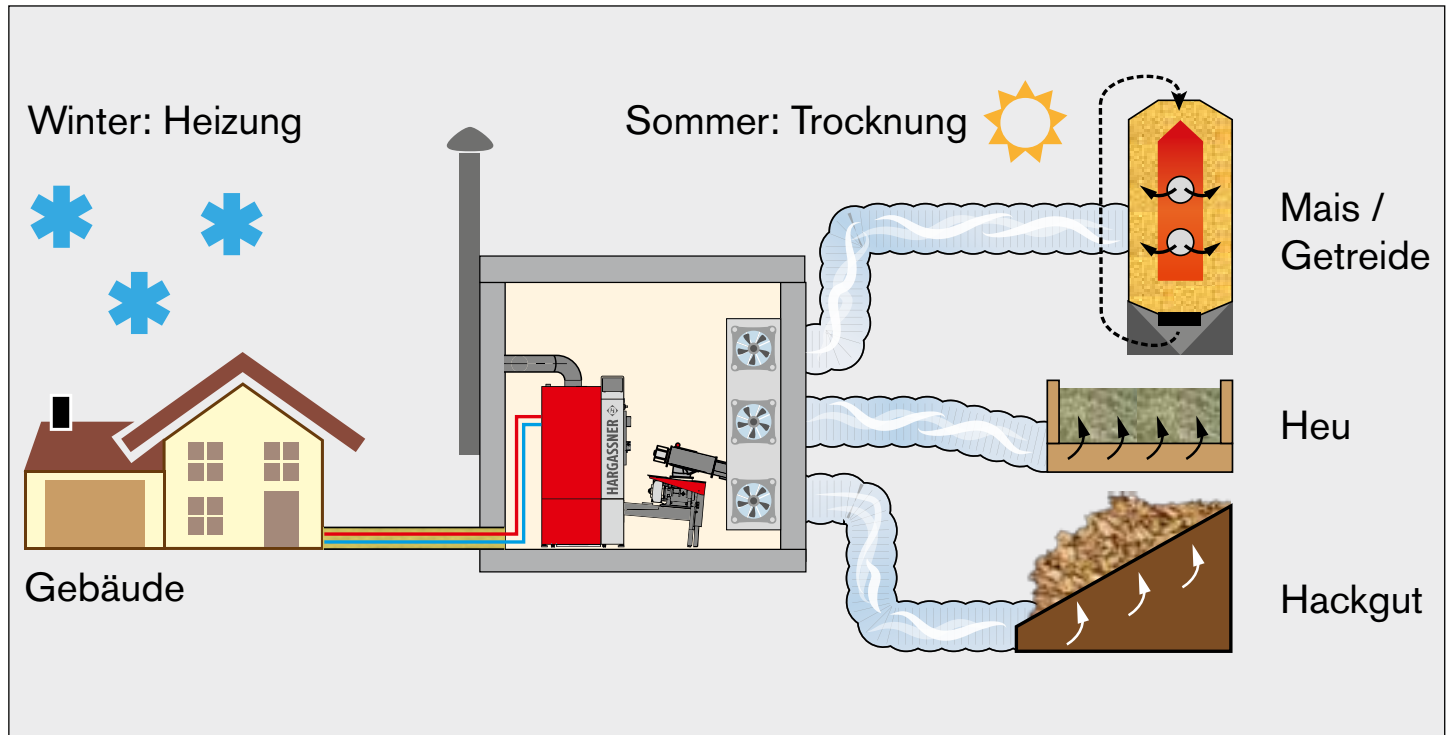 Winter: Heizung
Sommer: Trocknung
Mais /
Getreide
HARGASSNER
Heu
Gebäude
Hackgut